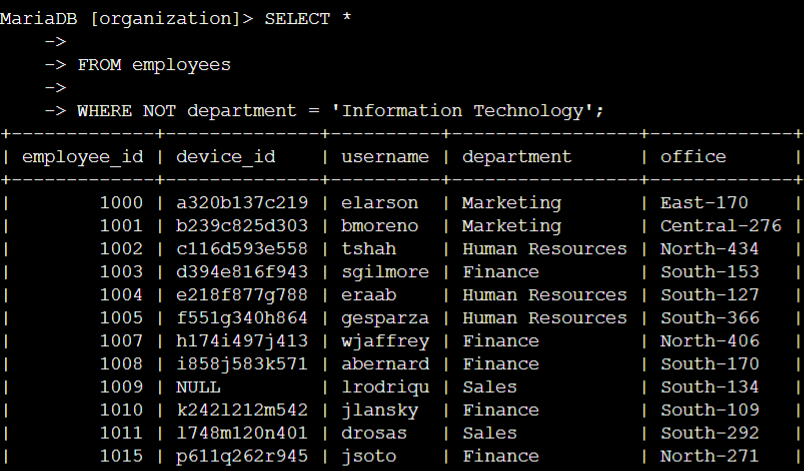 MariaDB [organization]> SELECT *
    ->
    -> FROM employees
    ->
    -> WHERE NOT department = 'Information Technology';
+-------------+--------------+----------+-----------------+-------------+
| employee_id | device_id    | username | department      | office      |
+-------------+--------------+----------+-----------------+-------------+
|        1000 | a320b137c219 | elarson  | Marketing       | East-170    |
|        1001 | b239c825d303 | bmoreno  | Marketing       | Central-276 |
|        1002 | c116d593e558 | tshah    | Human Resources | North-434   |
|        1003 | d394e816f943 | sgilmore | Finance         | South-153   |
|        1004 | e218f877g788 | eraab    | Human Resources | South-127   |
|        1005 | f551g340h864 | gesparza | Human Resources | South-366   |
|        1007 | h174i497j413 | wjaffrey | Finance         | North-406   |
|        1008 | i858j583k571 | abernard | Finance         | South-170   |
|        1009 | NULL         | lrodriqu | Sales           | South-134   |
|        1010 | k242l212m542 | jlansky  | Finance         | South-109   |
|        1011 | l748m120n401 | drosas   | Sales           | South-292   |
|        1015 | p611q262r945 | jsoto    | Finance         | North-271   |